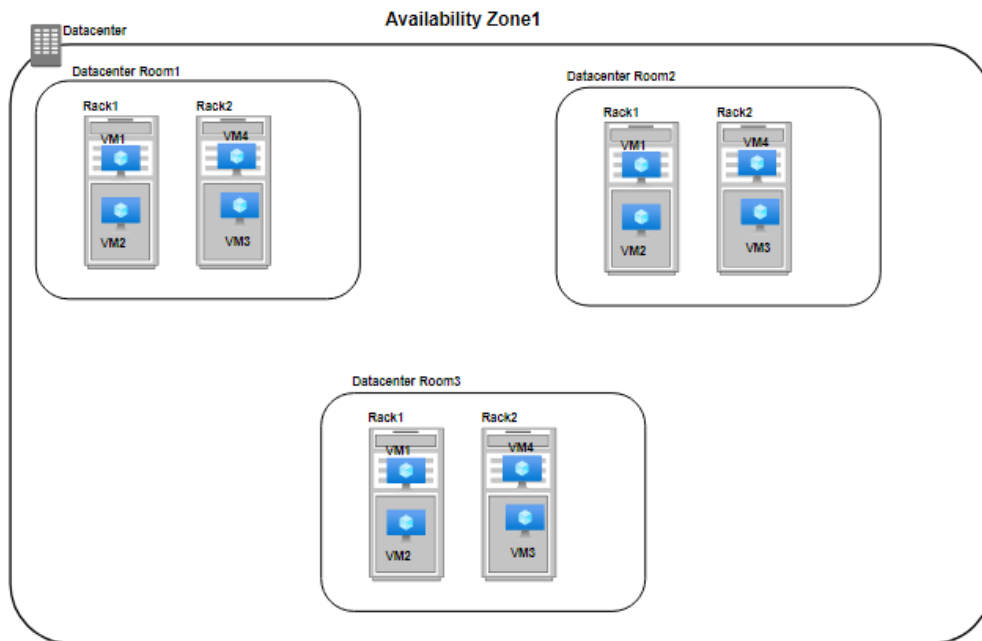 Availability Zone1
Datacenter
Datacenter Room1
Rack1
Rack2
VM1
VM4
VM2
VM3
Datacenter Room2
Rack1
Rack2
VM1
VM4
VM2
VM3
Datacenter Room3
Rack1
Rack2
VM1
VM4
VM2
VM3